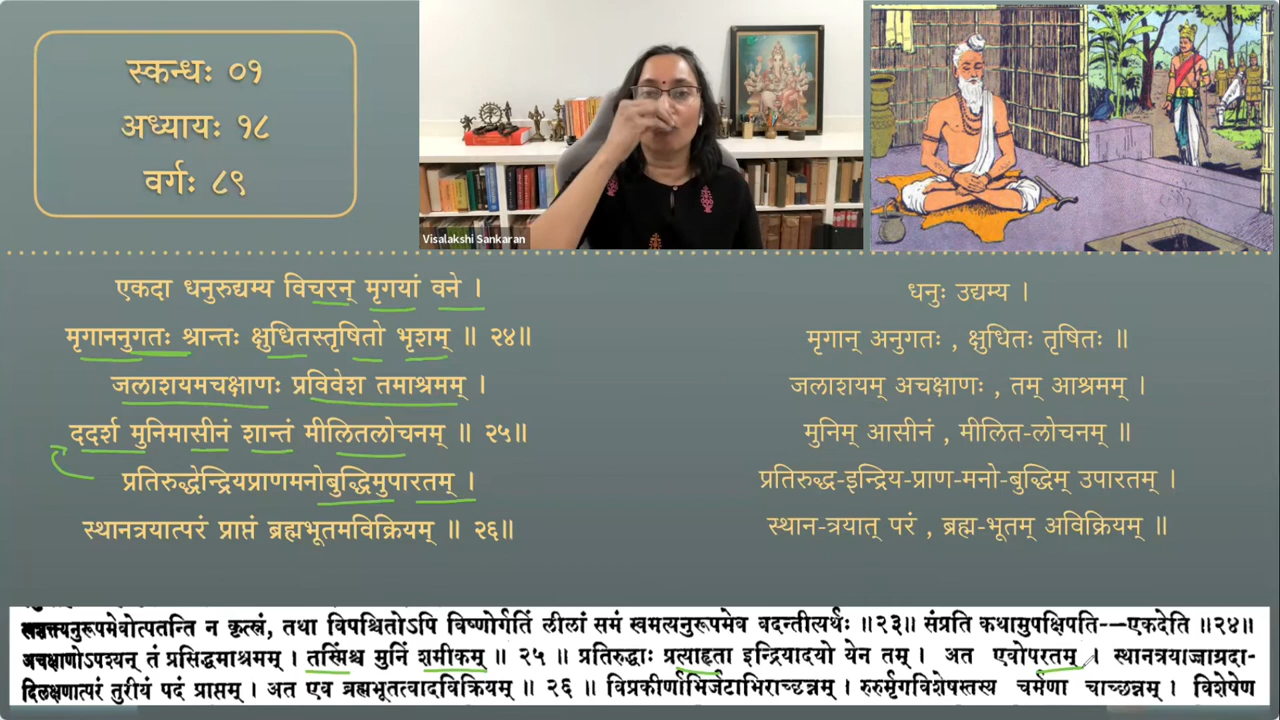 स्कन्धः ०१
अध्यायः १८
वर्गः ८९
Visalakshi Sankaran
एकदा धनुरुद्यम्य विचरन् मृगयां वने ।
मृगाननुगतः श्रान्तः क्षुधितस्तृषितो भृशम् ॥ २४॥
जलाशयमचक्षाणः प्रविवेश तमाश्रमम् ।
ददर्श मुनिमासीनं शान्तं मीलितलोचनम् ॥ २५॥
प्रतिरुद्धेन्द्रियप्राणमनोबुद्धिमुपारतम् ।
स्थानत्रयात्परं प्राप्तं ब्रह्मभूतमविक्रियम् ॥ २६॥
धनुः उद्यम्य ।
मृगान् अनुगतः , क्षुधितः तृषितः ॥
जलाशयम् अचक्षाणः , तम् आश्रमम् ।
मुनिम् आसीनं , मीलित-लोचनम् ॥
प्रतिरुद्ध-इन्द्रिय-प्राण-मनो-बुद्धिम् उपारतम् ।
स्थान-त्रयात् परं , ब्रह्म-भूतम् अविक्रियम् ॥
नुरूपमेवोत्पतन्ति न कृत्स्नं, तथा विपश्चितोऽपि विष्णोर्गतिं लीलां समं स्वमत्यनुरूपमेव वदन्तीत्यर्थः ॥२३॥ संप्रति कथामुपक्षिपति--एकदेति ॥२४॥
अचक्षाणोऽपश्यन् तं प्रसिद्धमाश्रमम् । तस्मिंश्च मुनिं शमीकम् ॥ २५ ॥ प्रतिरुद्धाः प्रत्याहृता इन्द्रियादयो येन तम् । अत एवोपरतम् । स्थानत्रयाज्जाग्रदा-
दिलक्षणात्परं तुरीयं पदं प्राप्तम् । अत एव ब्रह्मभूतत्वादविक्रियम् ॥ २६ ॥ विप्रकीर्णाभिर्जटाभिराच्छन्नम् । रुरुर्मृगविशेषस्तस्य चर्मणा चाच्छन्नम् । विशेषेण